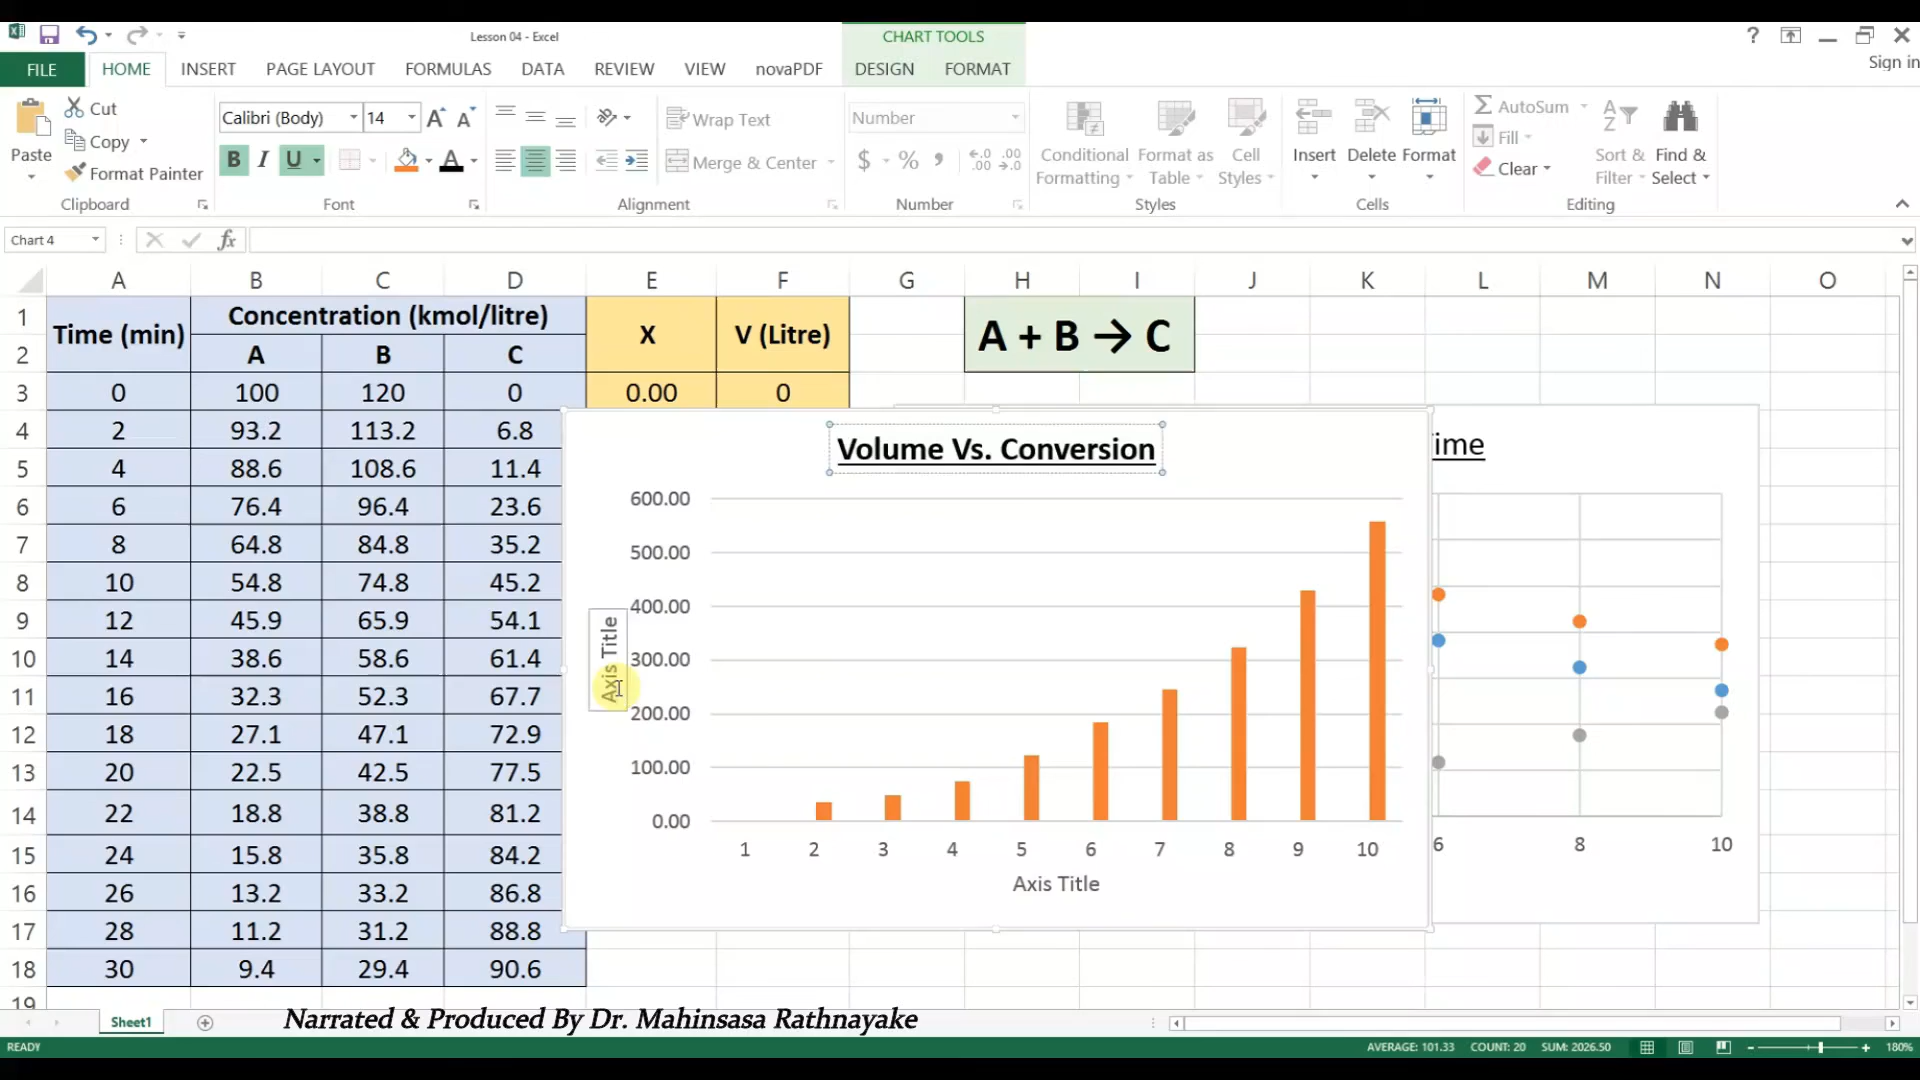 Lesson 04 - Excel
CHART TOOLS
?
Sign in
FILE HOME INSERT PAGE LAYOUT FORMULAS DATA REVIEW VIEW novaPDF DESIGN FORMAT
Paste
Cut
Copy
Format Painter
Clipboard
Calibri (Body) 14
B I U A
Font
Wrap Text
Merge & Center
Alignment
Number
$ % ,
Number
Conditional Formatting
Format as Table
Cell Styles
Styles
Insert Delete Format
Cells
AutoSum
Fill
Clear
Sort & Filter
Find & Select
Editing
Chart 4
fx
A B C D E F G H I J K L M N O
1 Time (min) Concentration (kmol/litre) X V (Litre) A + B → C
2 A B C
3 0 100 120 0 0.00 0
4 2 93.2 113.2 6.8
5 4 88.6 108.6 11.4
6 6 76.4 96.4 23.6
7 8 64.8 84.8 35.2
8 10 54.8 74.8 45.2
9 12 45.9 65.9 54.1
10 14 38.6 58.6 61.4
11 16 32.3 52.3 67.7
12 18 27.1 47.1 72.9
13 20 22.5 42.5 77.5
14 22 18.8 38.8 81.2
15 24 15.8 35.8 84.2
16 26 13.2 33.2 86.8
17 28 11.2 31.2 88.8
18 30 9.4 29.4 90.6
19
Volume Vs. Conversion
600.00
500.00
400.00
300.00
200.00
100.00
0.00
Axis Title
1 2 3 4 5 6 7 8 9 10
Axis Title
ime
6 8 10
Sheet1
Narrated & Produced By Dr. Mahinsasa Rathnayake
READY
AVERAGE: 101.33 COUNT: 20 SUM: 2026.50
180%